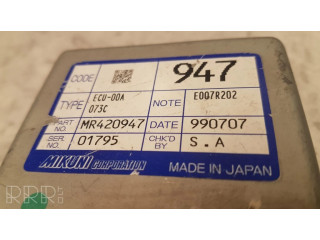 CODE 947
TYPE ECU-00A 073C NOTE E007R202
PART NO. MR420947 DATE 990707
SER NO. 01795 CHK'D BY S.A
MIKUNI CORPORATION MADE IN JAPAN
RRR